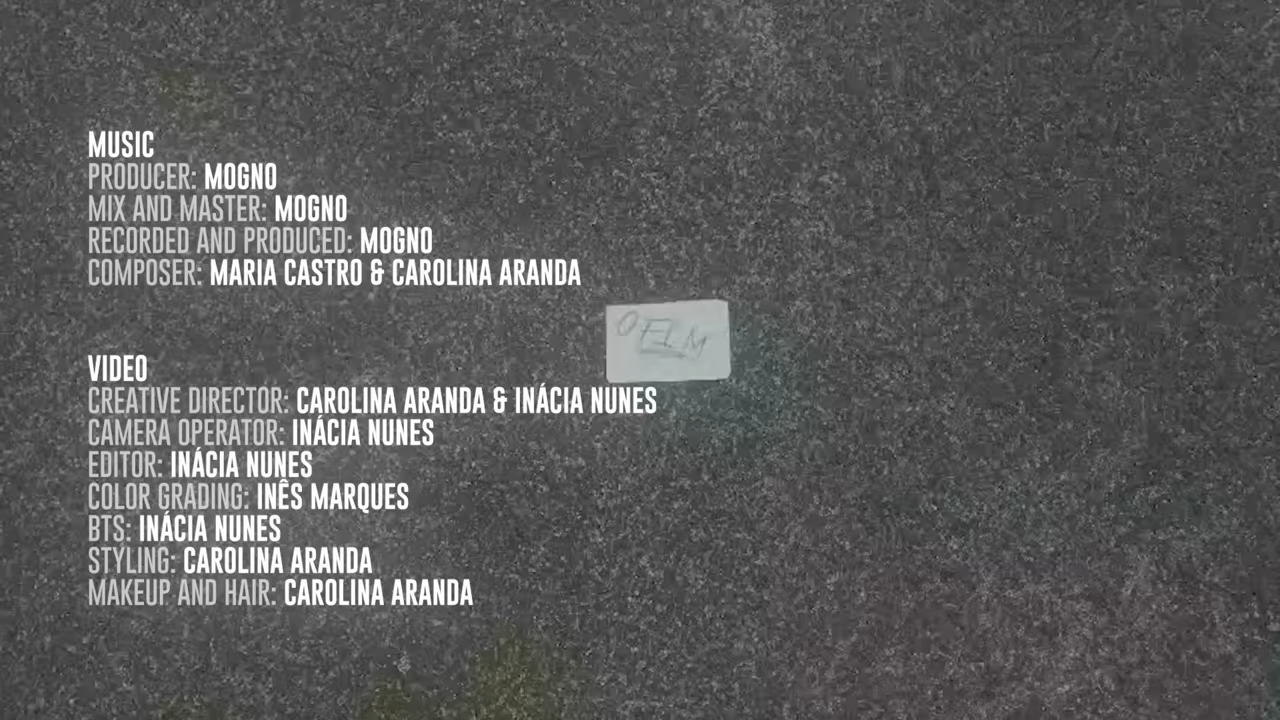 MUSIC
PRODUCER: MOGNO
MIX AND MASTER: MOGNO
RECORDED AND PRODUCED: MOGNO
COMPOSER: MARIA CASTRO & CAROLINA ARANDA
VIDEO
CREATIVE DIRECTOR: CAROLINA ARANDA & INÁCIA NUNES
CAMERA OPERATOR: INÁCIA NUNES
EDITOR: INÁCIA NUNES
COLOR GRADING: INÊS MARQUES
BTS: INÁCIA NUNES
STYLING: CAROLINA ARANDA
MAKEUP AND HAIR: CAROLINA ARANDA